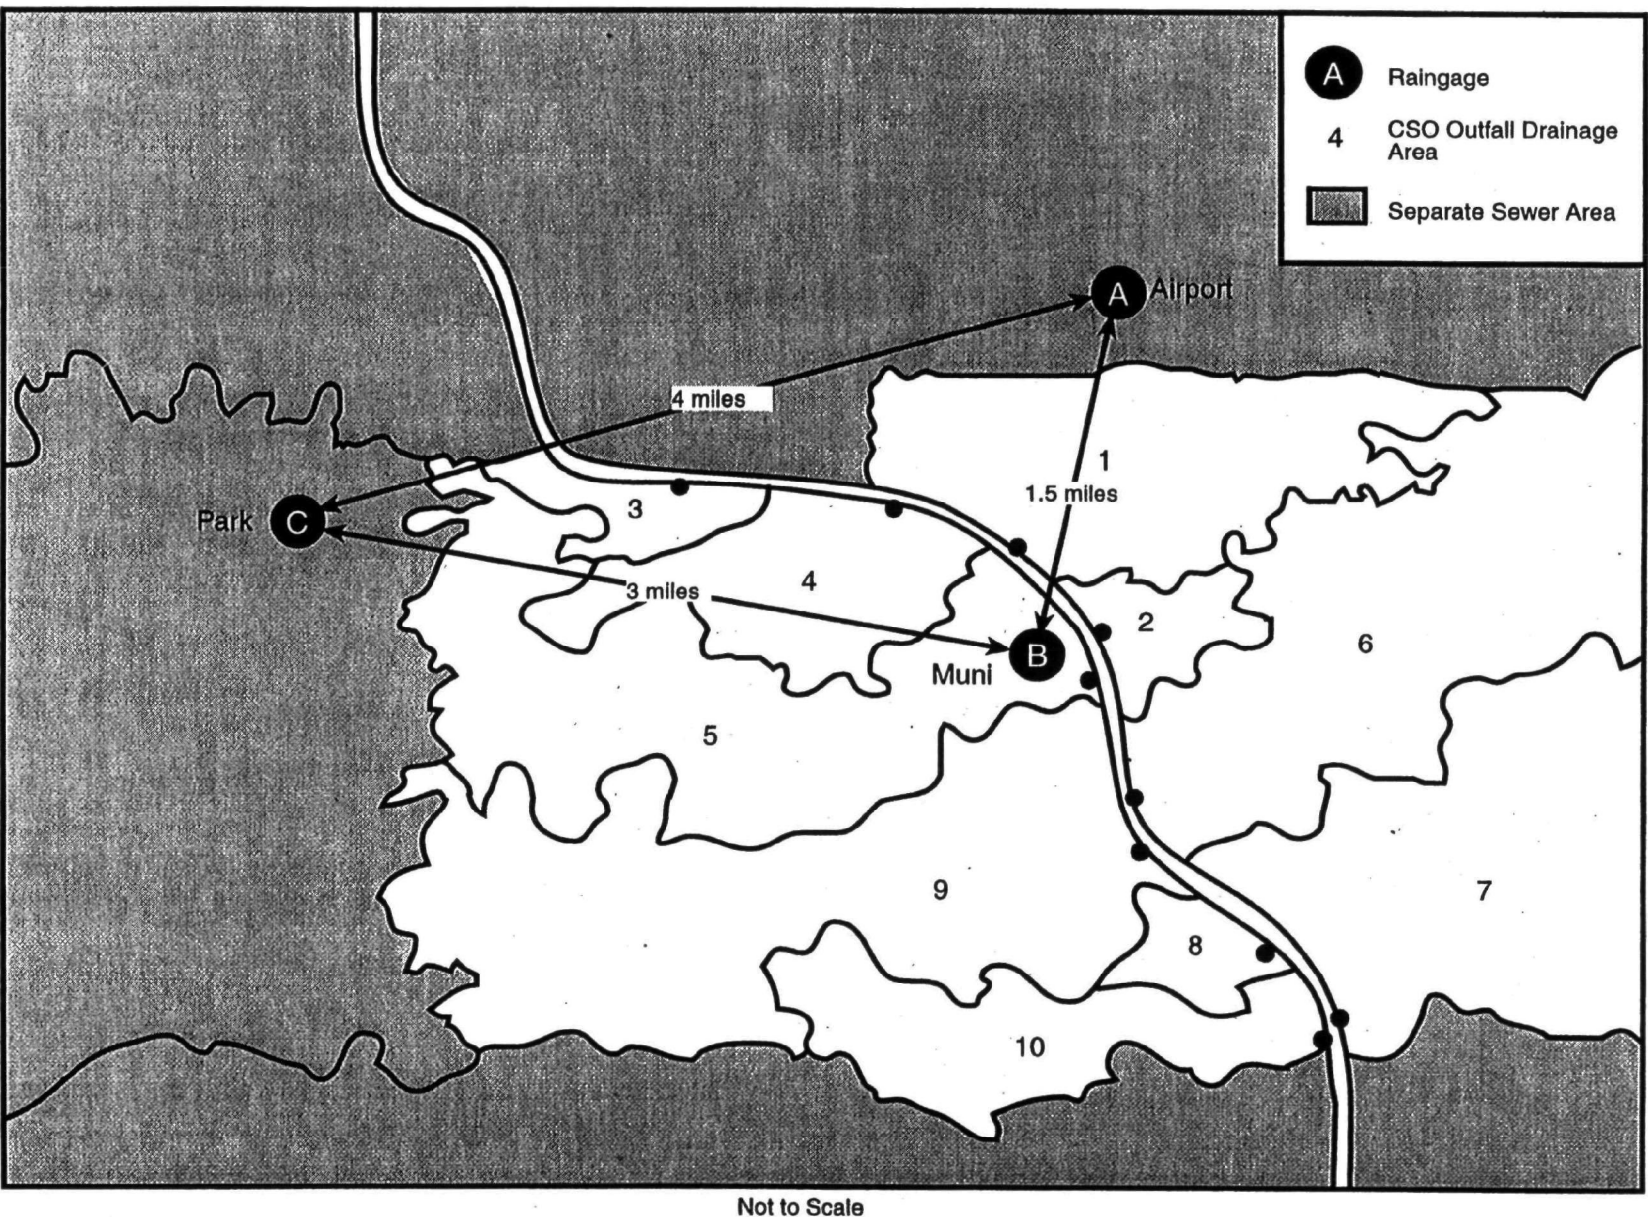 A Raingage
4 CSO Outfall Drainage
Area
Separate Sewer Area
A Airport
4 miles
1
1.5 miles
3
Park C
4
3 miles
2
B
6
Muni
5
9
7
8
10
Not to Scale